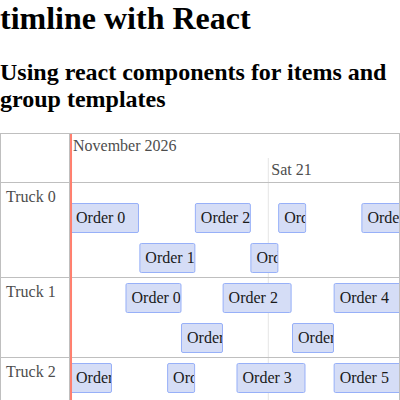 timline with React
Using react components for items and
group templates
November 2026
Sat 21
Truck 0
Order 0
Order 2
Order 1
Truck 1
Order 0
Order 2
Order 4
Truck 2
Order 3
Order 5